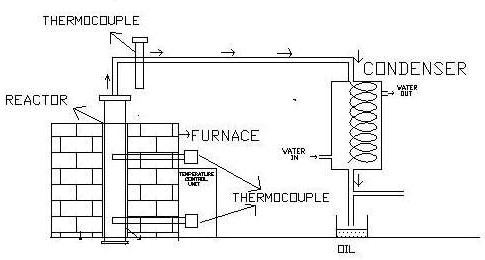 THERMOCOUPLE
CONDENSER
WATER
OUT
REACTOR
FURNACE
WATER
IN
TEMPERATURE
CONTROL
UNIT
THERMOCOUPLE
OIL